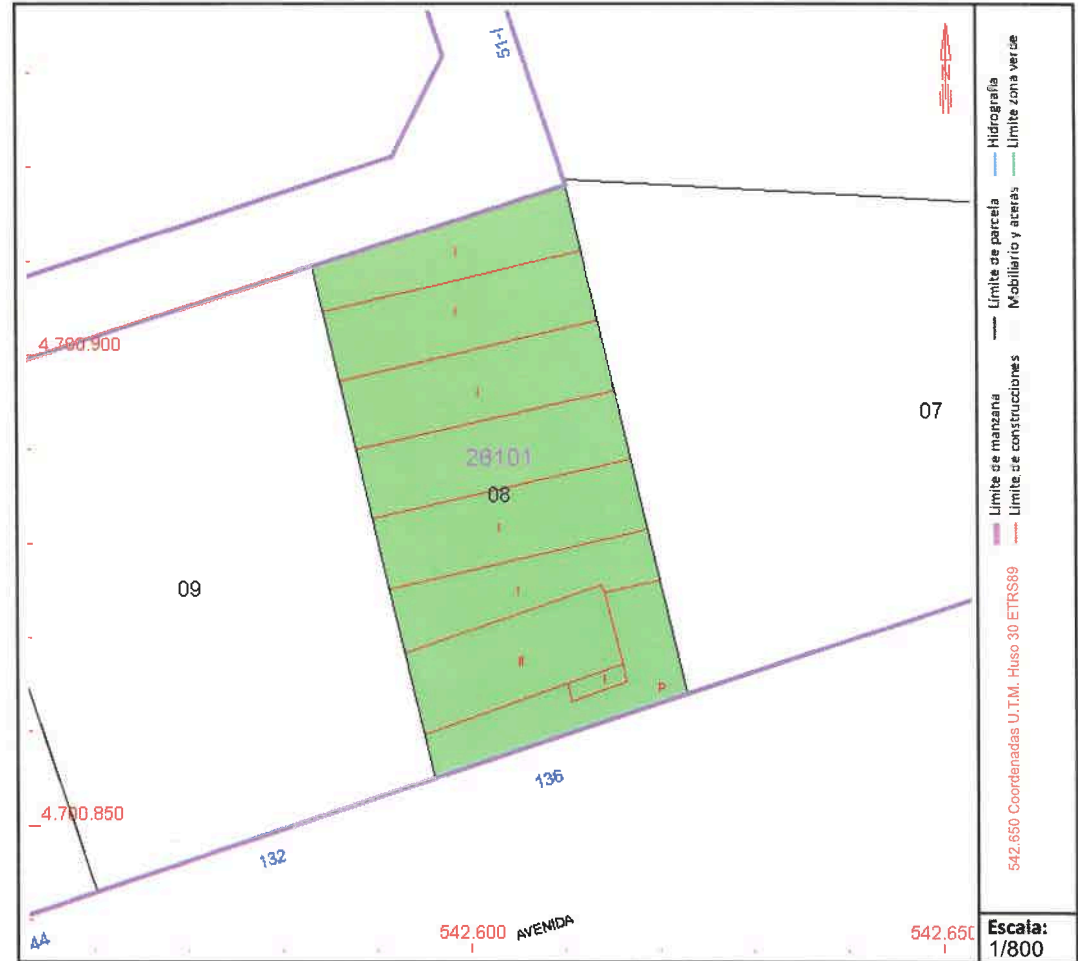 51-I
I
I
4.700.900
I
07
26101
08
I
09
I
II
I
P
136
4.700.850
132
542.600
AVENIDA
542.650
44
Hidrografía
Límite zona verde
Límite de parcela
Mobiliario y aceras
Límite de manzana
Límite de construcciones
542.650 Coordenadas U.T.M. Huso 30 ETRS89
Escala:
1/800